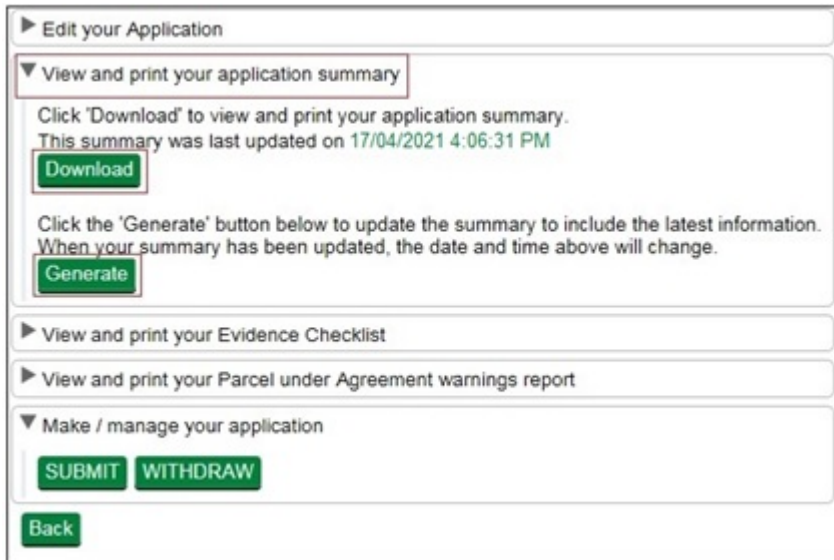 Edit your Application
View and print your application summary
Click 'Download' to view and print your application summary.
This summary was last updated on 17/04/2021 4:06:31 PM
Download
Click the 'Generate' button below to update the summary to include the latest information.
When your summary has been updated, the date and time above will change.
Generate
View and print your Evidence Checklist
View and print your Parcel under Agreement warnings report
Make / manage your application
SUBMIT WITHDRAW
Back